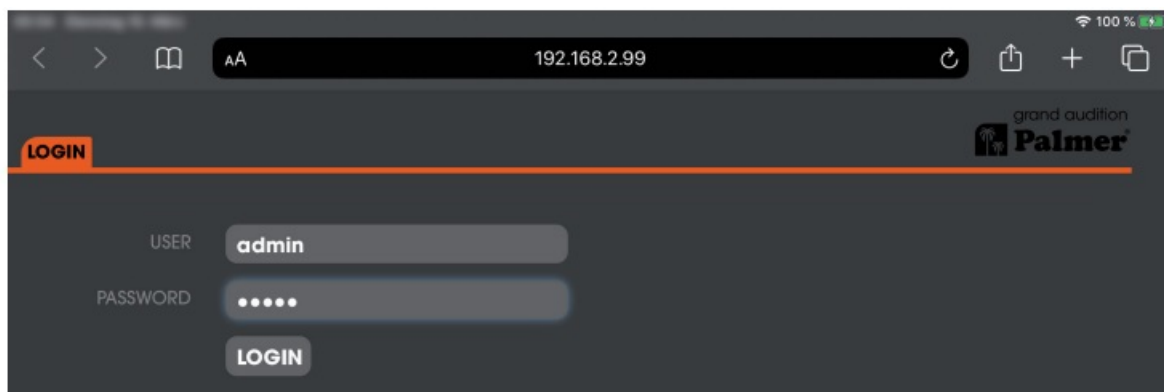 100 %
AA 192.168.2.99
grand audition
Palmer
LOGIN
USER admin
PASSWORD •••••
LOGIN